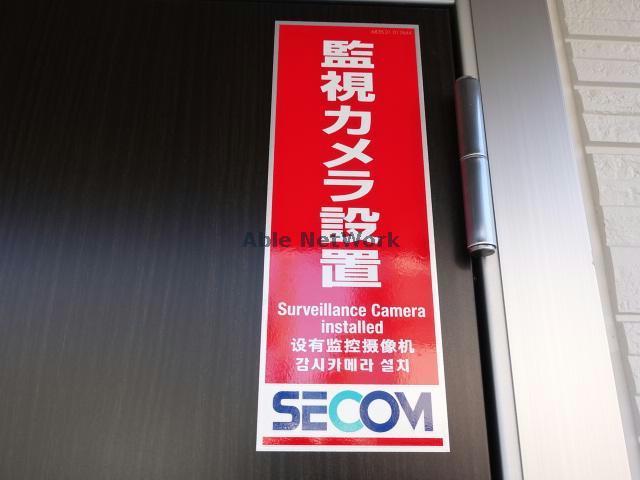 監視カメラ設置
Surveillance Camera
installed
设有监控摄像机
감시카메라 설치
SECOM
Able Network